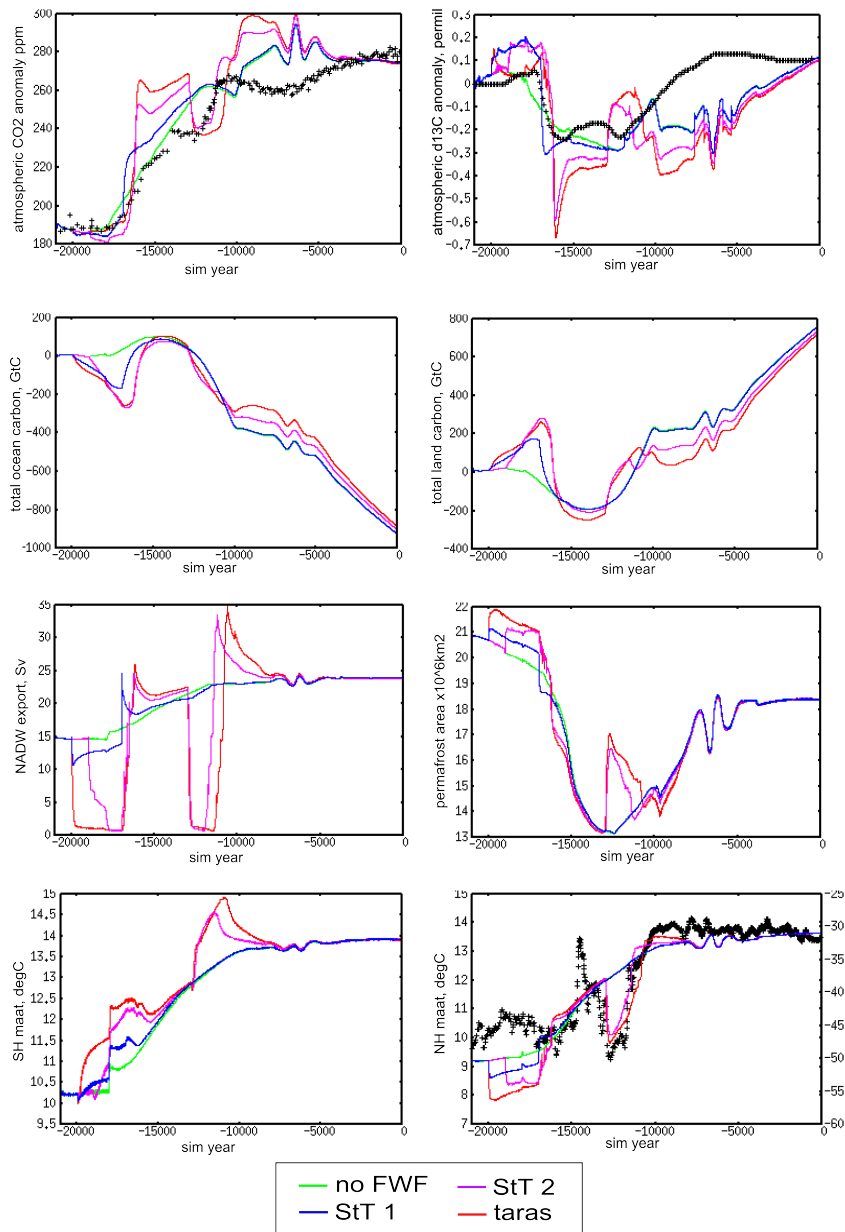 atmospheric CO2 anomaly ppm
300
280
260
240
220
200
180
−20000 −15000 −10000 −5000 0
sim year
atmospheric d13C anomaly, permil
0,3
0,2
0,1
0
−0,1
−0,2
−0,3
−0,4
−0,5
−0,6
−0,7
−20000 −15000 −10000 −5000 0
sim year
total ocean carbon, GtC
200
0
−200
−400
−600
−800
−1000
−20000 −15000 −10000 −5000 0
sim year
total land carbon, GtC
800
600
400
200
0
−200
−400
−20000 −15000 −10000 −5000 0
sim year
NADW export, Sv
35
30
25
20
15
10
5
0
−20000 −15000 −10000 −5000 0
sim year
permafrost area x10^6km2
22
21
20
19
18
17
16
15
14
13
−20000 −15000 −10000 −5000 0
sim year
SH maat, degC
15
14,5
14
13,5
13
12,5
12
11,5
11
10,5
10
9,5
−20000 −15000 −10000 −5000 0
sim year
NH maat, degC
15
14
13
12
11
10
9
8
7
−25
−30
−35
−40
−45
−50
−55
−60
−20000 −15000 −10000 −5000 0
sim year
no FWF
StT 2
StT 1
taras